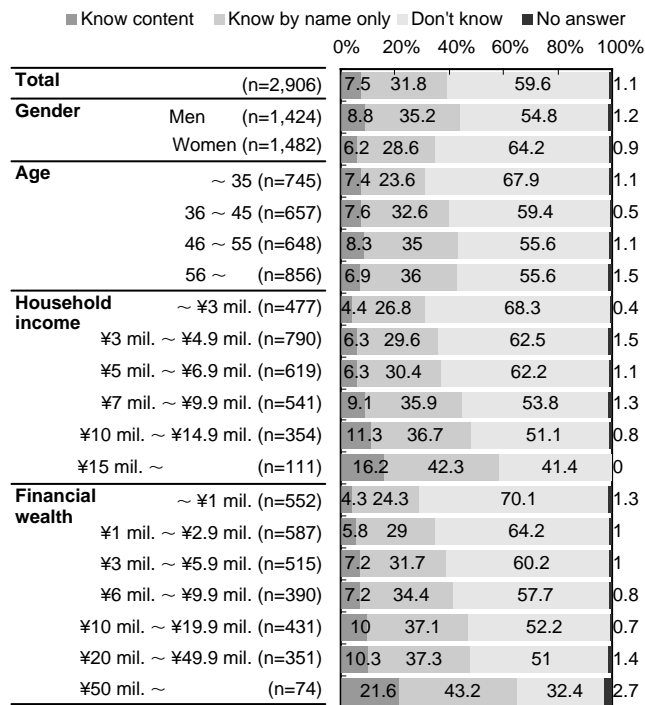 Know content Know by name only Don't know No answer
0% 20% 40% 60% 80% 100%
Total (n=2,906) 7.5 31.8 59.6 1.1
Gender Men (n=1,424) 8.8 35.2 54.8 1.2
Women (n=1,482) 6.2 28.6 64.2 0.9
Age ~ 35 (n=745) 7.4 23.6 67.9 1.1
36 ~ 45 (n=657) 7.6 32.6 59.4 0.5
46 ~ 55 (n=648) 8.3 35 55.6 1.1
56 ~ (n=856) 6.9 36 55.6 1.5
Household income ~ ¥3 mil. (n=477) 4.4 26.8 68.3 0.4
¥3 mil. ~ ¥4.9 mil. (n=790) 6.3 29.6 62.5 1.5
¥5 mil. ~ ¥6.9 mil. (n=619) 6.3 30.4 62.2 1.1
¥7 mil. ~ ¥9.9 mil. (n=541) 9.1 35.9 53.8 1.3
¥10 mil. ~ ¥14.9 mil. (n=354) 11.3 36.7 51.1 0.8
¥15 mil. ~ (n=111) 16.2 42.3 41.4 0
Financial wealth ~ ¥1 mil. (n=552) 4.3 24.3 70.1 1.3
¥1 mil. ~ ¥2.9 mil. (n=587) 5.8 29 64.2 1
¥3 mil. ~ ¥5.9 mil. (n=515) 7.2 31.7 60.2 1
¥6 mil. ~ ¥9.9 mil. (n=390) 7.2 34.4 57.7 0.8
¥10 mil. ~ ¥19.9 mil. (n=431) 10 37.1 52.2 0.7
¥20 mil. ~ ¥49.9 mil. (n=351) 10.3 37.3 51 1.4
¥50 mil. ~ (n=74) 21.6 43.2 32.4 2.7